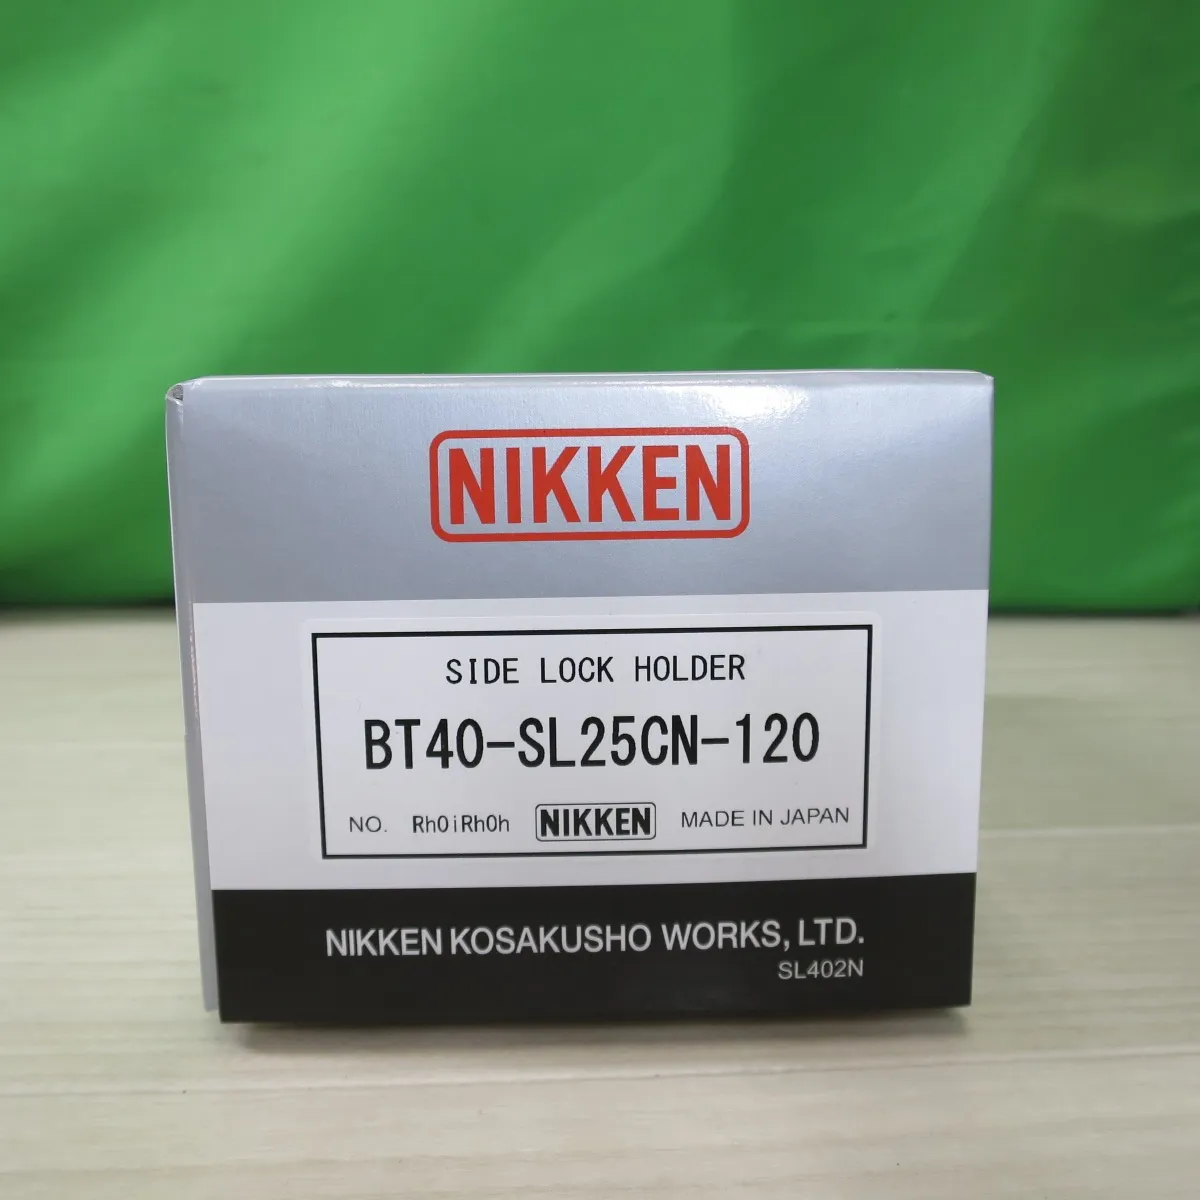 NIKKEN
SIDE LOCK HOLDER
BT40-SL25CN-120
NO. Rh0iRh0h NIKKEN MADE IN JAPAN
NIKKEN KOSAKUSHO WORKS, LTD.
SL402N